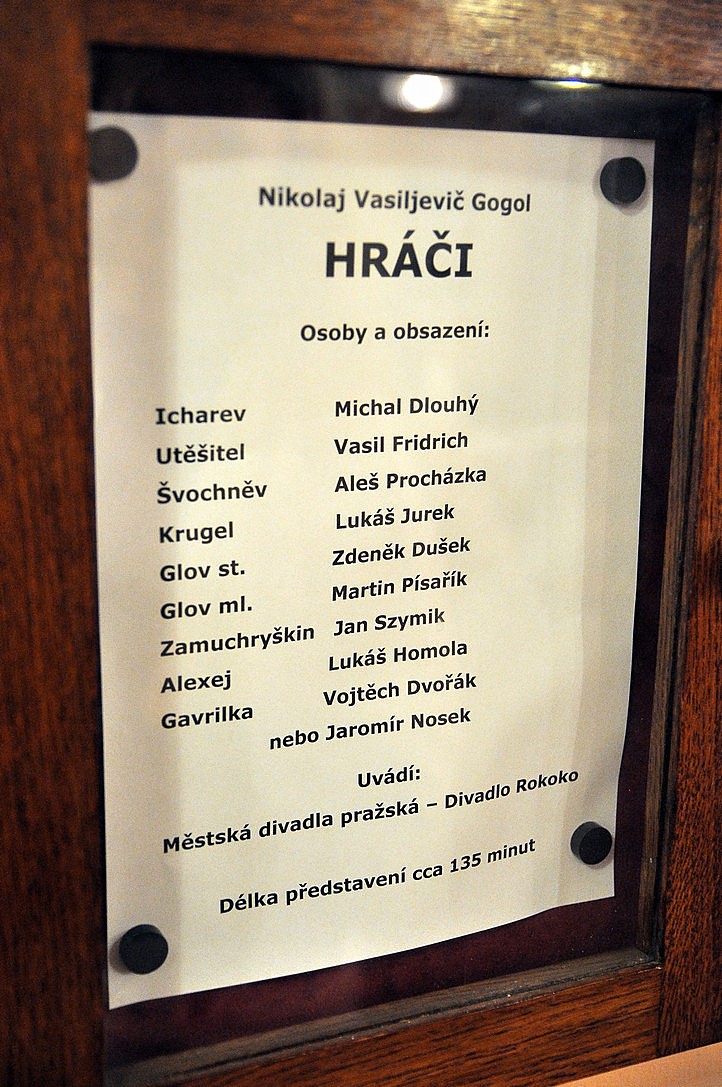 Nikolaj Vasiljevič Gogol
HRÁČI
Osoby a obsazení:
Icharev Michal Dlouhý
Utěšitel Vasil Fridrich
Švochněv Aleš Procházka
Krugel Lukáš Jurek
Glov st. Zdeněk Dušek
Glov ml. Martin Písařík
Zamuchryškin Jan Szymik
Alexej Lukáš Homola
Gavrilka Vojtěch Dvořák
nebo Jaromír Nosek
Uvádí:
Městská divadla pražská – Divadlo Rokoko
Délka představení cca 135 minut